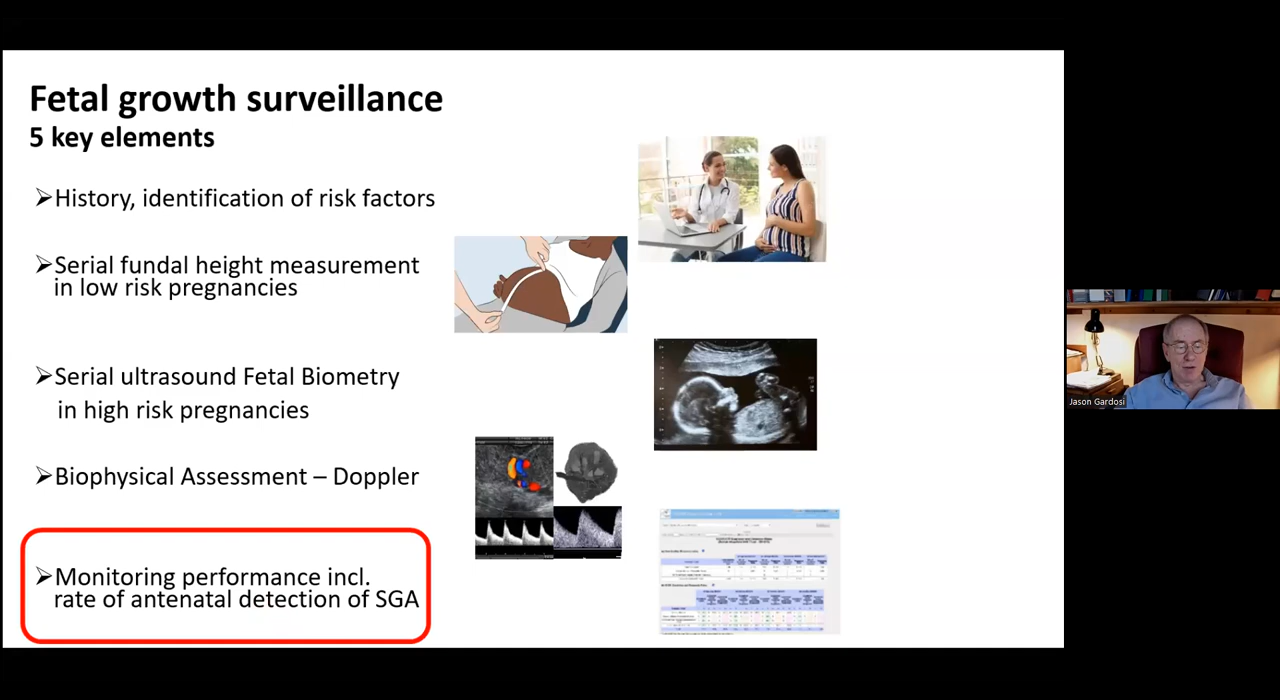 Fetal growth surveillance
5 key elements
➢History, identification of risk factors
➢Serial fundal height measurement
in low risk pregnancies
➢Serial ultrasound Fetal Biometry
in high risk pregnancies
➢Biophysical Assessment – Doppler
➢Monitoring performance incl.
rate of antenatal detection of SGA
Jason Gardosi